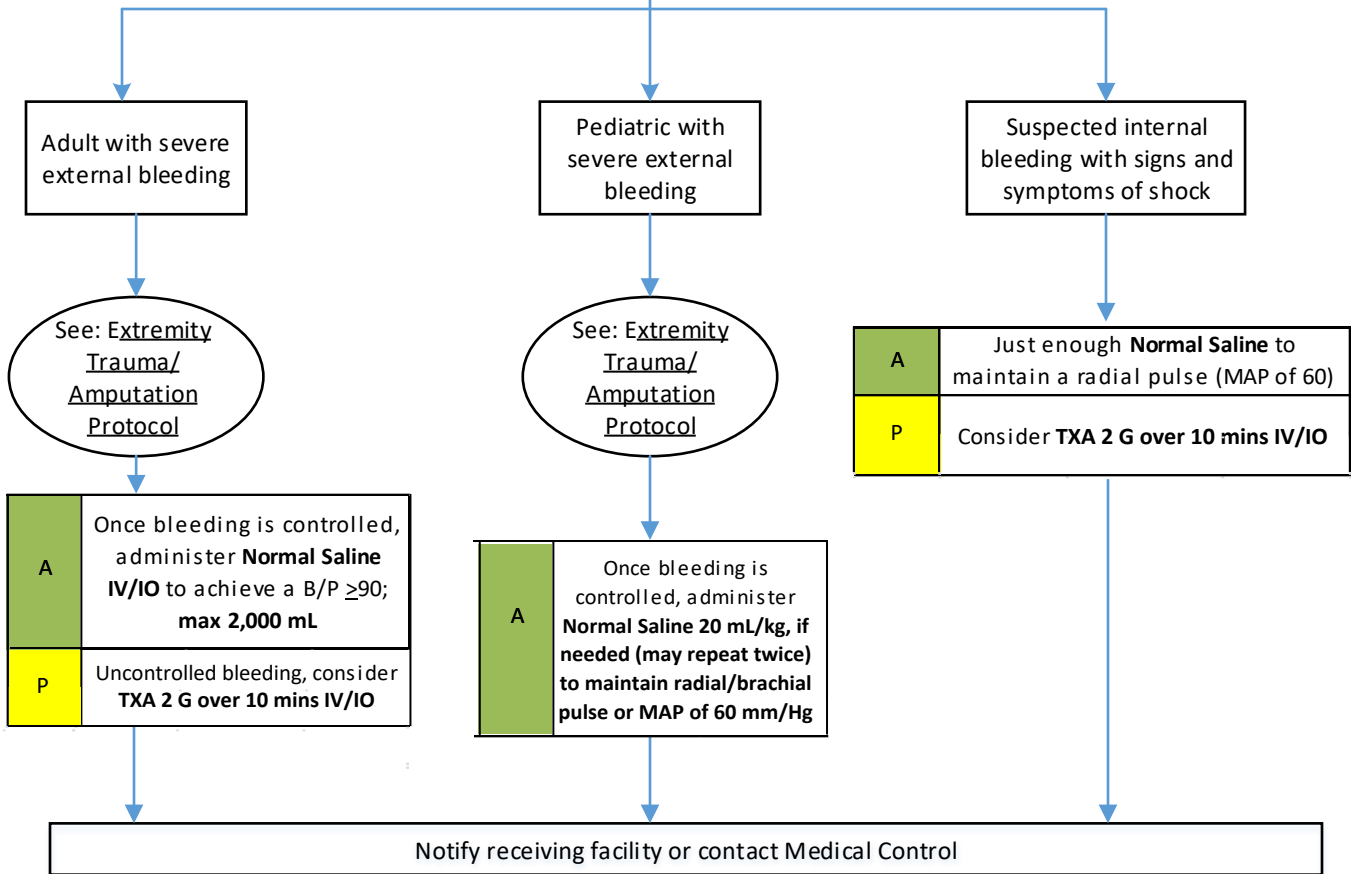 Adult with severe
external bleeding
Pediatric with
severe external
bleeding
Suspected internal
bleeding with signs and
symptoms of shock
See: Extremity
Trauma/
Amputation
Protocol
See: Extremity
Trauma/
Amputation
Protocol
A
Just enough Normal Saline to
maintain a radial pulse (MAP of 60)
P
Consider TXA 2 G over 10 mins IV/IO
A
Once bleeding is controlled,
administer Normal Saline
IV/IO to achieve a B/P ≥90;
max 2,000 mL
P
Uncontrolled bleeding, consider
TXA 2 G over 10 mins IV/IO
A
Once bleeding is
controlled, administer
Normal Saline 20 mL/kg, if
needed (may repeat twice)
to maintain radial/brachial
pulse or MAP of 60 mm/Hg
Notify receiving facility or contact Medical Control